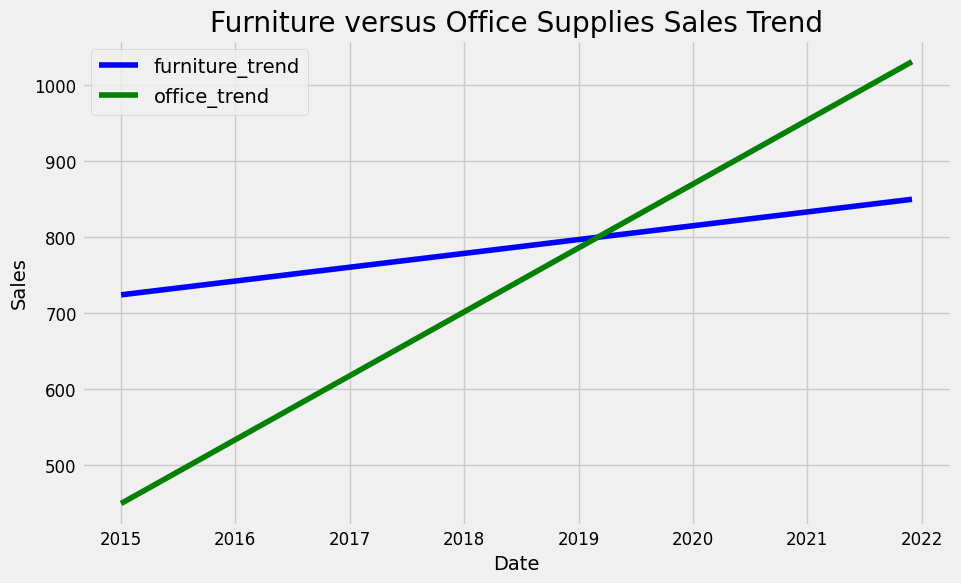 Furniture versus Office Supplies Sales Trend
furniture_trend
office_trend
1000
900
800
700
600
500
Sales
2015 2016 2017 2018 2019 2020 2021 2022
Date